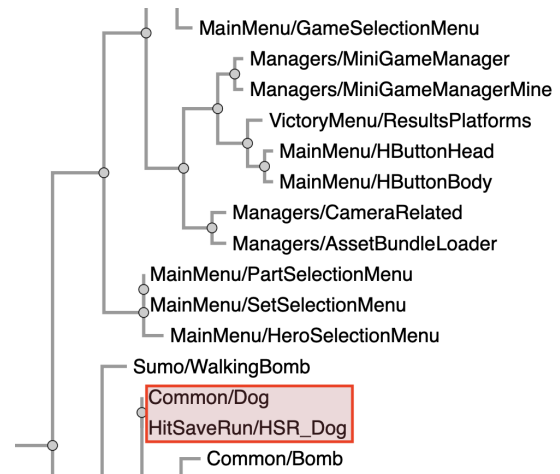 MainMenu/GameSelectionMenu
Managers/MiniGameManager
Managers/MiniGameManagerMine
VictoryMenu/ResultsPlatforms
MainMenu/HButtonHead
MainMenu/HButtonBody
Managers/CameraRelated
Managers/AssetBundleLoader
MainMenu/PartSelectionMenu
MainMenu/SetSelectionMenu
MainMenu/HeroSelectionMenu
Sumo/WalkingBomb
Common/Dog
HitSaveRun/HSR_Dog
Common/Bomb